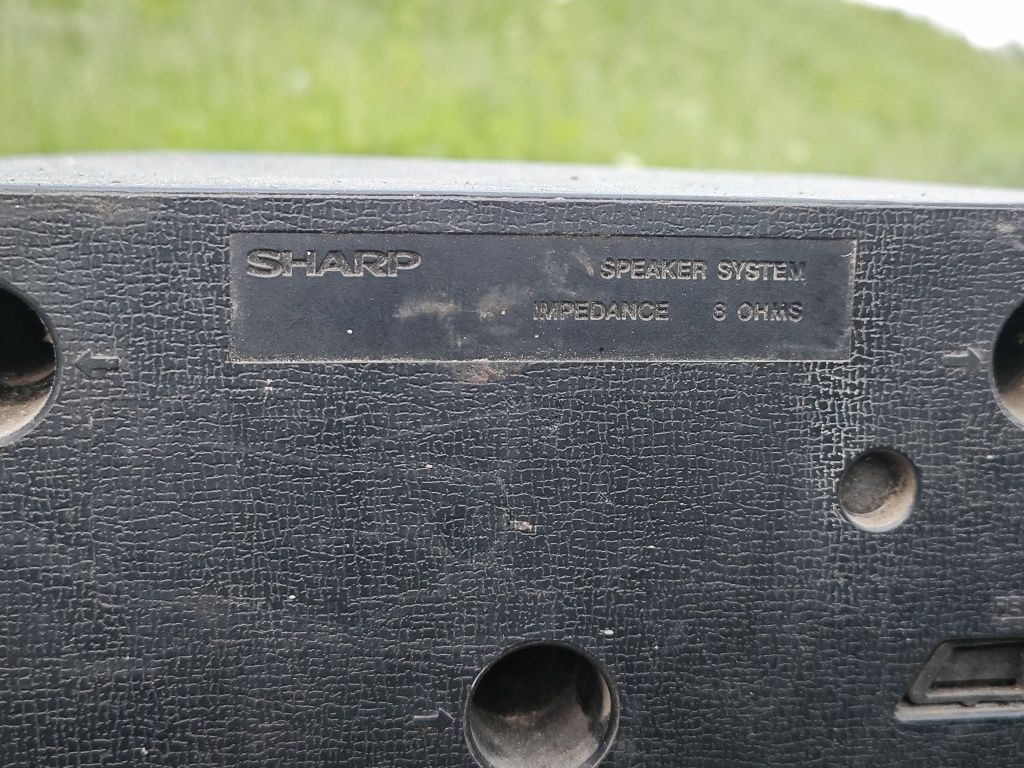 SHARP SPEAKER SYSTEM
IMPEDANCE 8 OHMS